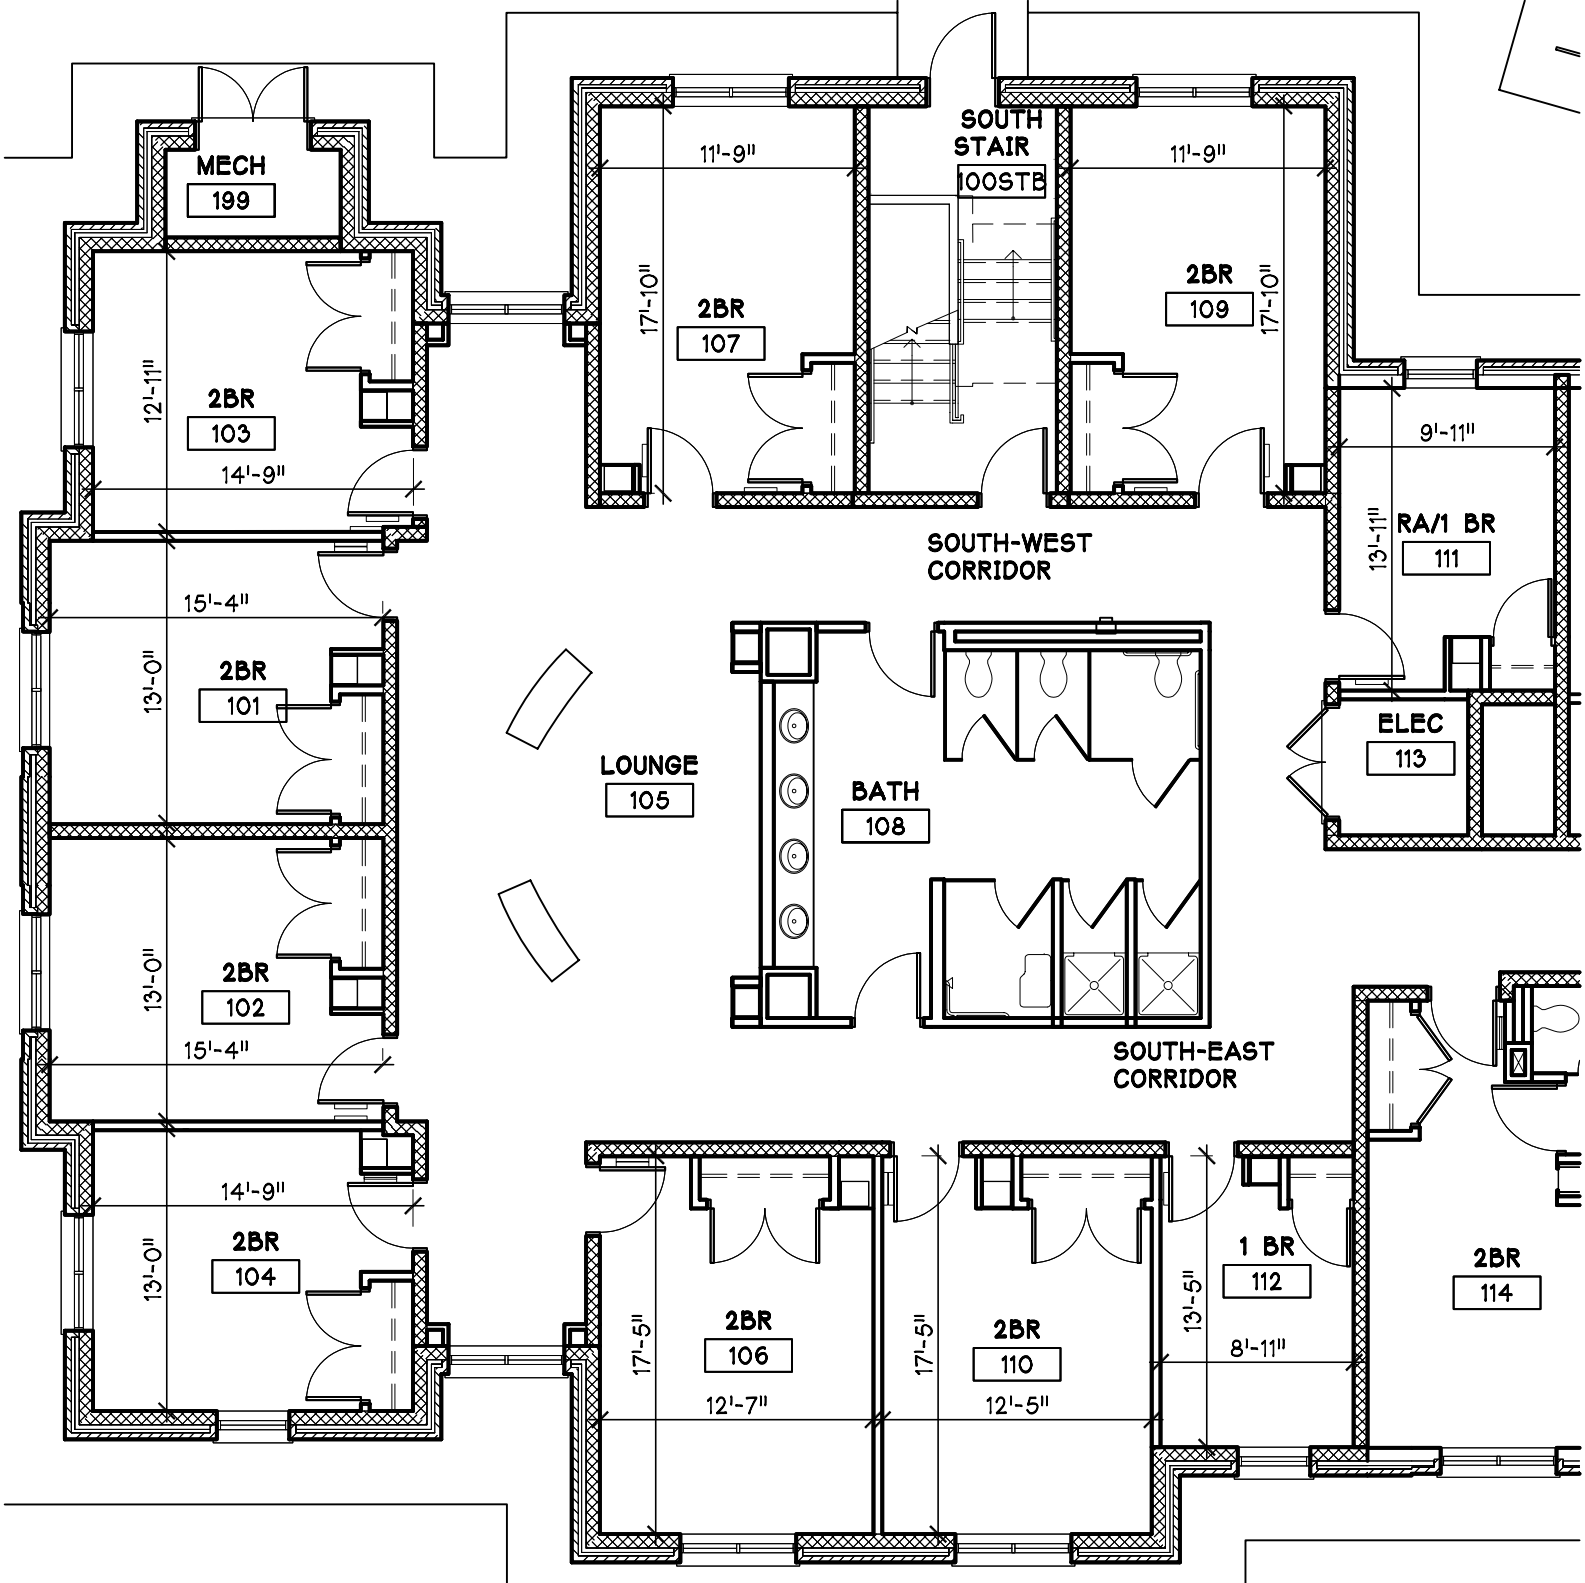 SOUTH
STAIR
100STB
MECH
199
11'-9"
11'-9"
17'-10"
2BR
107
2BR
109
17'-10"
12'-11"
2BR
103
14'-9"
9'-11"
13'-11"
RA/1 BR
111
SOUTH-WEST
CORRIDOR
15'-4"
13'-0"
2BR
101
ELEC
113
LOUNGE
105
BATH
108
13'-0"
2BR
102
15'-4"
SOUTH-EAST
CORRIDOR
14'-9"
13'-0"
2BR
104
17'-5"
2BR
106
12'-7"
17'-5"
2BR
110
12'-5"
13'-5"
1 BR
112
8'-11"
2BR
114